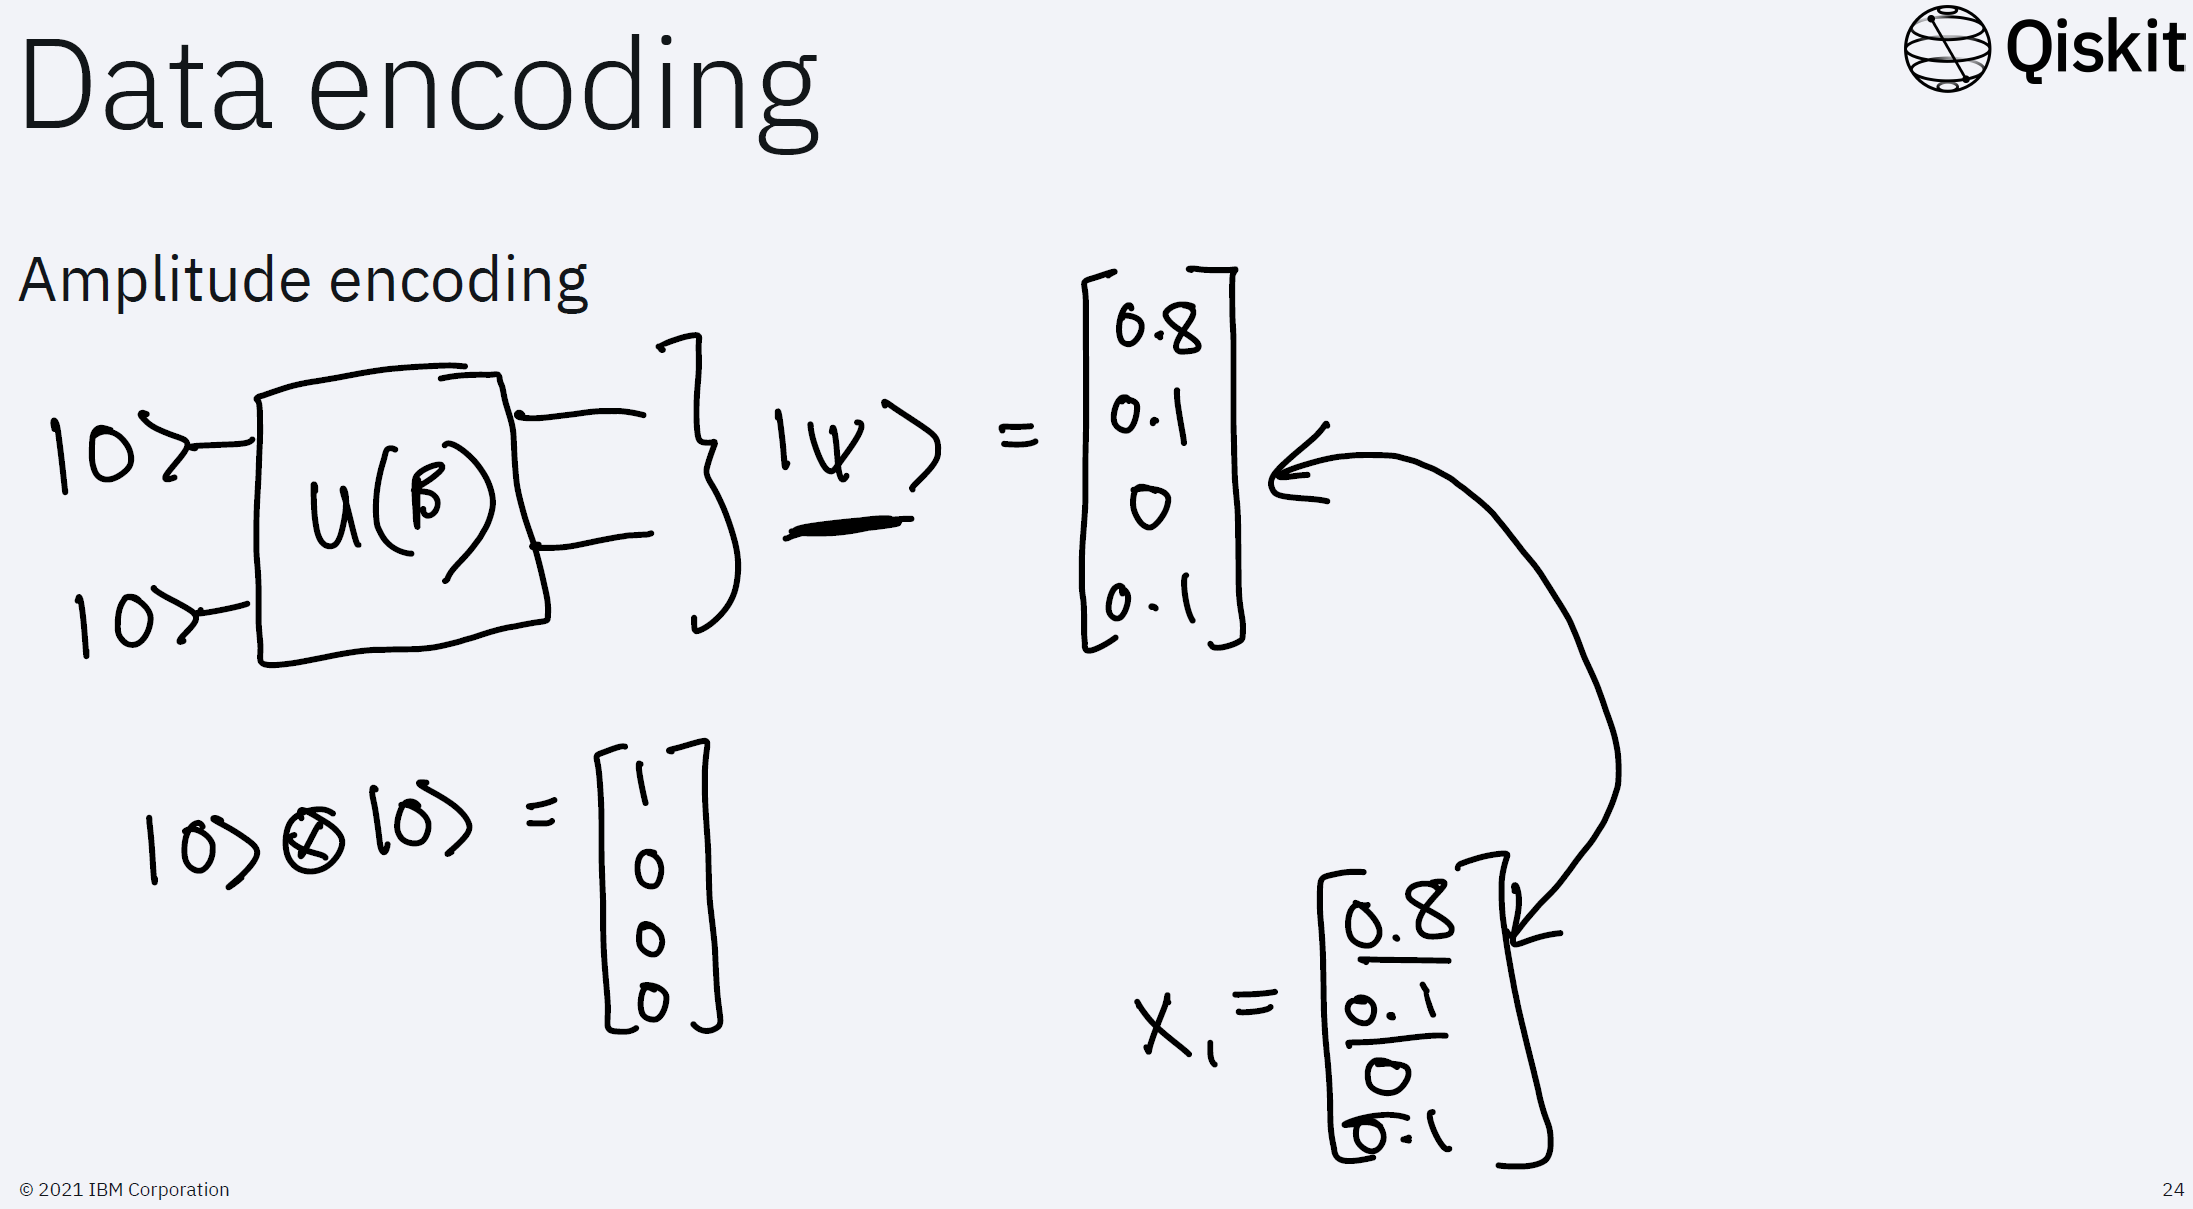 Data encoding
Qiskit
Amplitude encoding
|0⟩
|0⟩
U(β)
|ψ⟩ =
0.8
0.1
0
0.1
|0⟩⊗|0⟩ =
1
0
0
0
x₁ =
0.8
0.1
0
0.1
© 2021 IBM Corporation
24